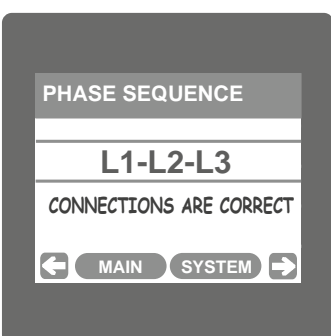 PHASE SEQUENCE
L1-L2-L3
CONNECTIONS ARE CORRECT
MAIN SYSTEM